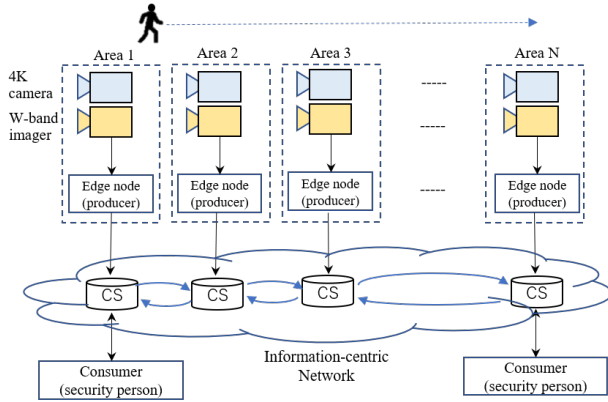 Area 1
Area 2
Area 3
Area N
4K
camera
W-band
imager
-----
-----
Edge node
(producer)
Edge node
(producer)
Edge node
(producer)
-----
Edge node
(producer)
CS
CS
CS
CS
Information-centric
Network
Consumer
(security person)
Consumer
(security person)